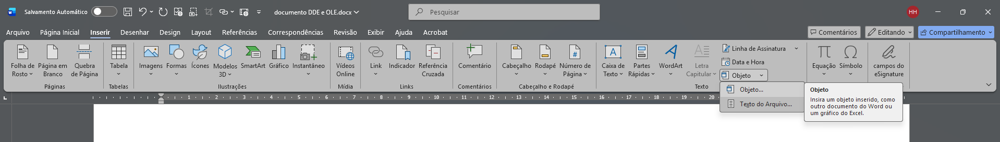 Salvamento Automático
documento DDE e OLE.docx
Pesquisar
HH
Arquivo Página Inicial Inserir Desenhar Design Layout Referências Correspondências Revisão Exibir Ajuda Acrobat
Comentários
Editando
Compartilhamento
Folha de
Rosto
Página em
Branco
Quebra
de Página
Páginas
Tabela
Tabelas
Imagens
Formas
Ícones
Modelos
3D
SmartArt
Gráfico
Instantâneo
Ilustrações
Vídeos
Online
Mídia
Link
Indicador
Referência
Cruzada
Links
Comentário
Comentários
Cabeçalho
Rodapé
Número de
Página
Cabeçalho e Rodapé
Caixa de
Texto
Partes
Rápidas
WordArt
Letra
Capitular
Linha de Assinatura
Data e Hora
Objeto
Texto
Equação
Símbolo
campos do
eSignature
Objeto...
Texto do Arquivo...
Objeto
Insira um objeto inserido, como
outro documento do Word ou
um gráfico do Excel.
1 2 3 4 5 6 7 8 9 10 11 12 13 14 15 16 17 18 19 20